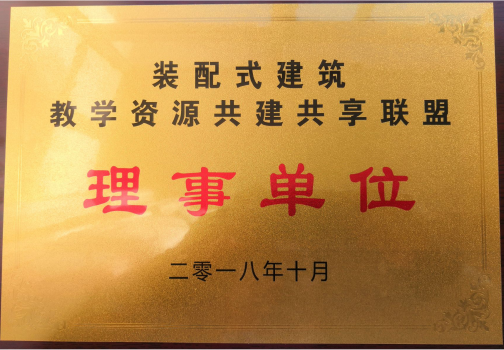 装配式建筑
教学资源共建共享联盟
理事单位
二零一八年十月